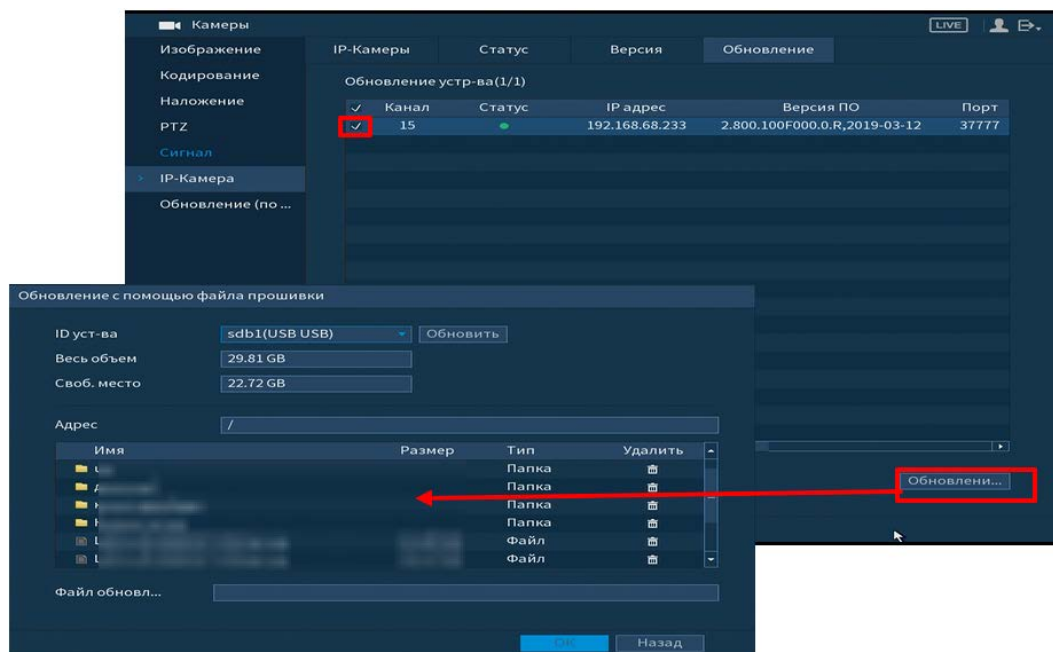 Камеры
LIVE
Изображение
Кодирование
Наложение
PTZ
Сигнал
IP-Камера
Обновление (по ...
IP-Камеры Статус Версия Обновление
Обновление устр-ва(1/1)
Канал Статус IP адрес Версия ПО Порт
15 192.168.68.233 2.800.100F000.0.R,2019-03-12 37777
Обновлени...
Обновление с помощью файла прошивки
ID уст-ва sdb1(USB USB) Обновить
Весь объем 29.81 GB
Своб. место 22.72 GB
Адрес /
Имя Размер Тип Удалить
Папка
Папка
Папка
Папка
Файл
Файл
Файл обновл...
OK Назад